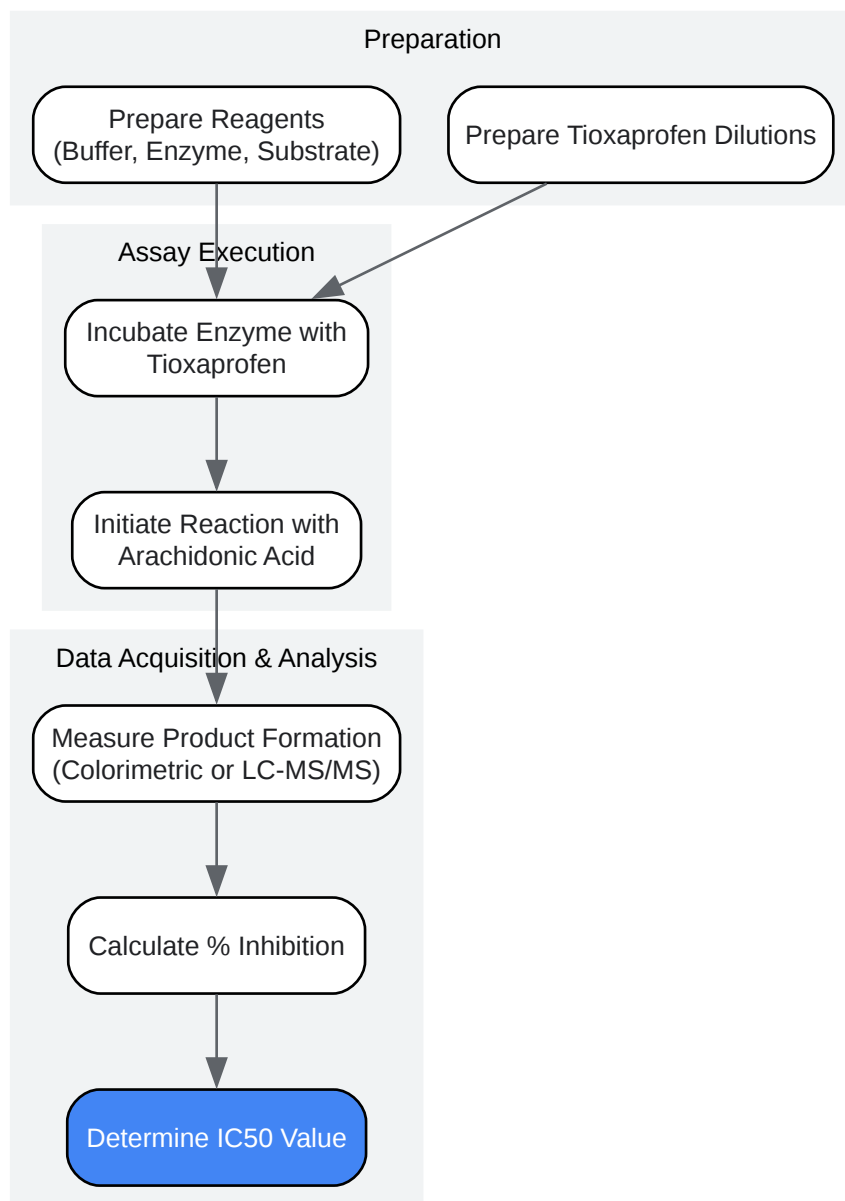 Preparation
Prepare Reagents
(Buffer, Enzyme, Substrate)
Prepare Tioxaprofen Dilutions
Assay Execution
Incubate Enzyme with
Tioxaprofen
Initiate Reaction with
Arachidonic Acid
Data Acquisition & Analysis
Measure Product Formation
(Colorimetric or LC-MS/MS)
Calculate % Inhibition
Determine IC50 Value